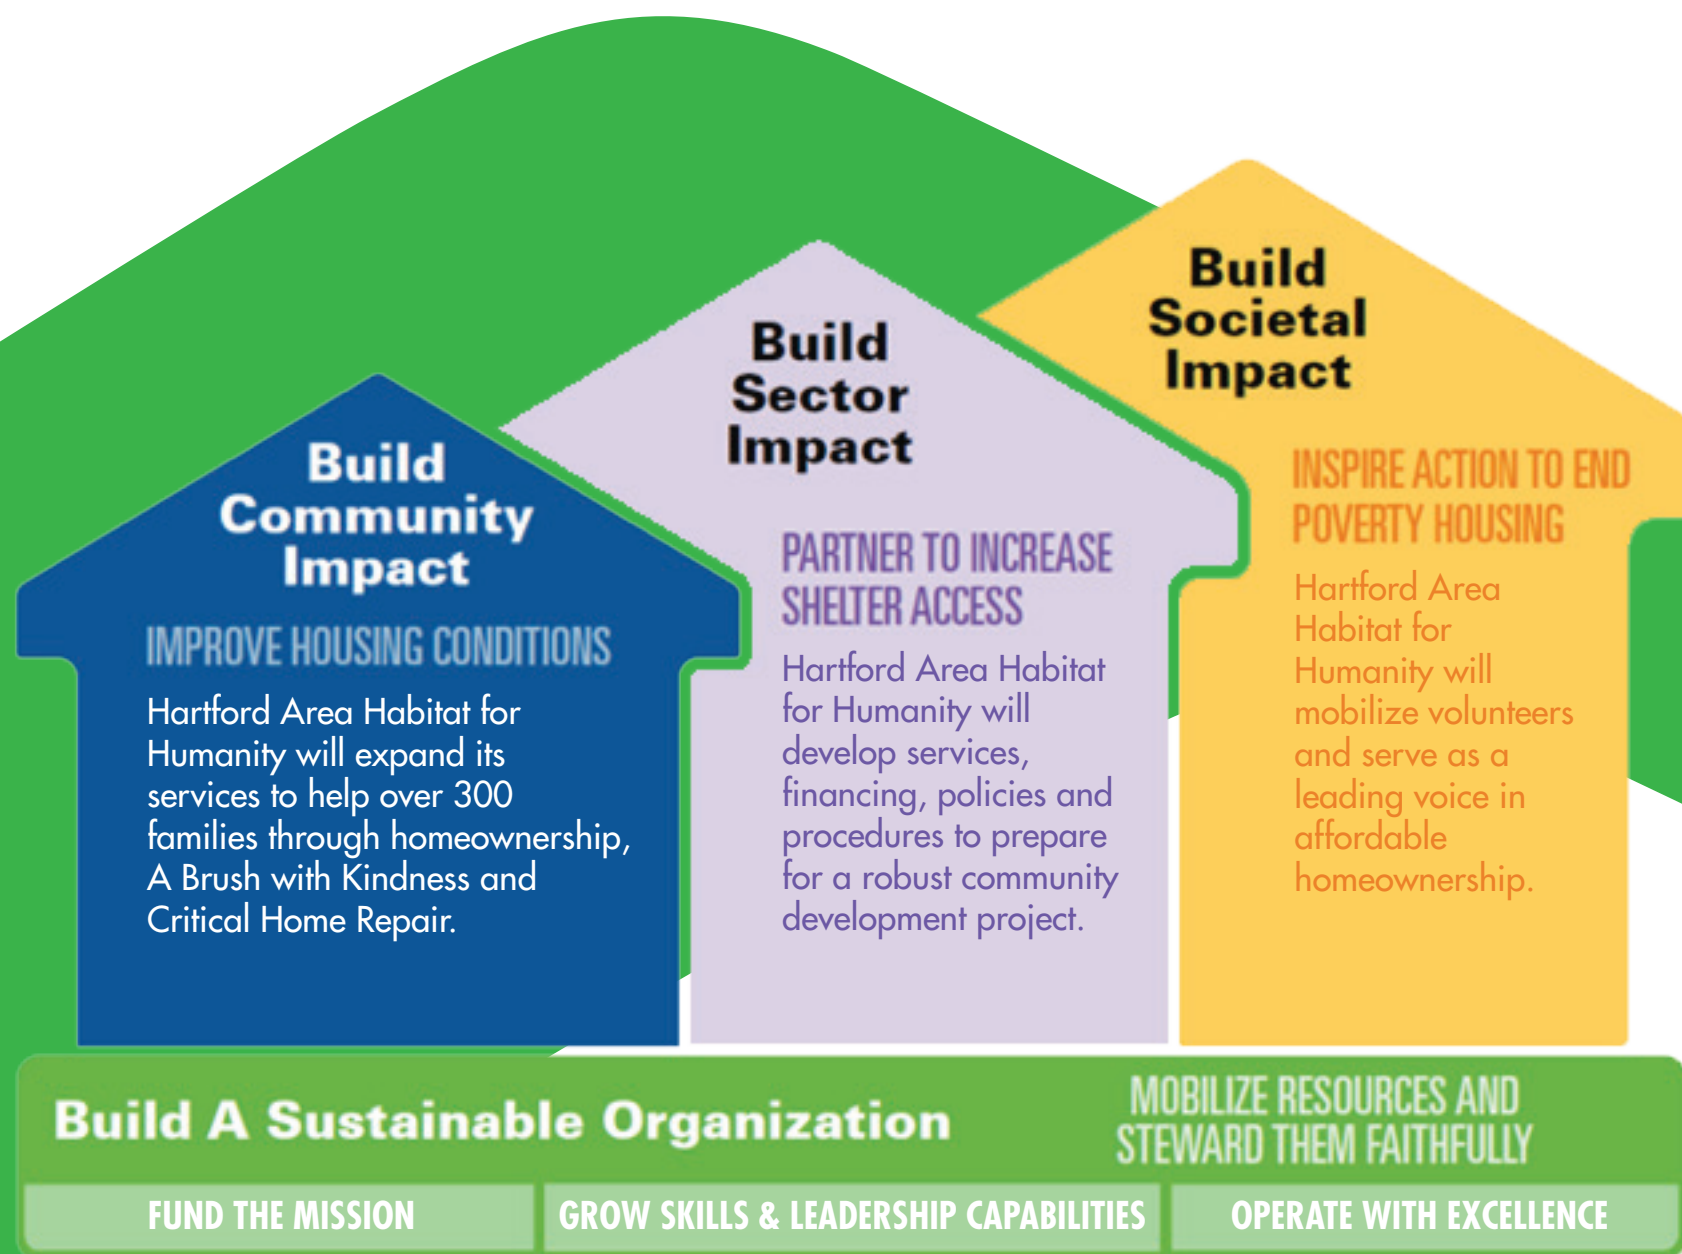 Build
Community
Impact
IMPROVE HOUSING CONDITIONS
Hartford Area Habitat for
Humanity will expand its
services to help over 300
families through homeownership,
A Brush with Kindness and
Critical Home Repair.
Build
Sector
Impact
PARTNER TO INCREASE
SHELTER ACCESS
Hartford Area Habitat
for Humanity will
develop services,
financing, policies and
procedures to prepare
for a robust community
development project.
Build
Societal
Impact
INSPIRE ACTION TO END
POVERTY HOUSING
Hartford Area
Habitat for
Humanity will
mobilize volunteers
and serve as a
leading voice in
affordable
homeownership.
Build A Sustainable Organization
MOBILIZE RESOURCES AND
STEWARD THEM FAITHFULLY
FUND THE MISSION
GROW SKILLS & LEADERSHIP CAPABILITIES
OPERATE WITH EXCELLENCE